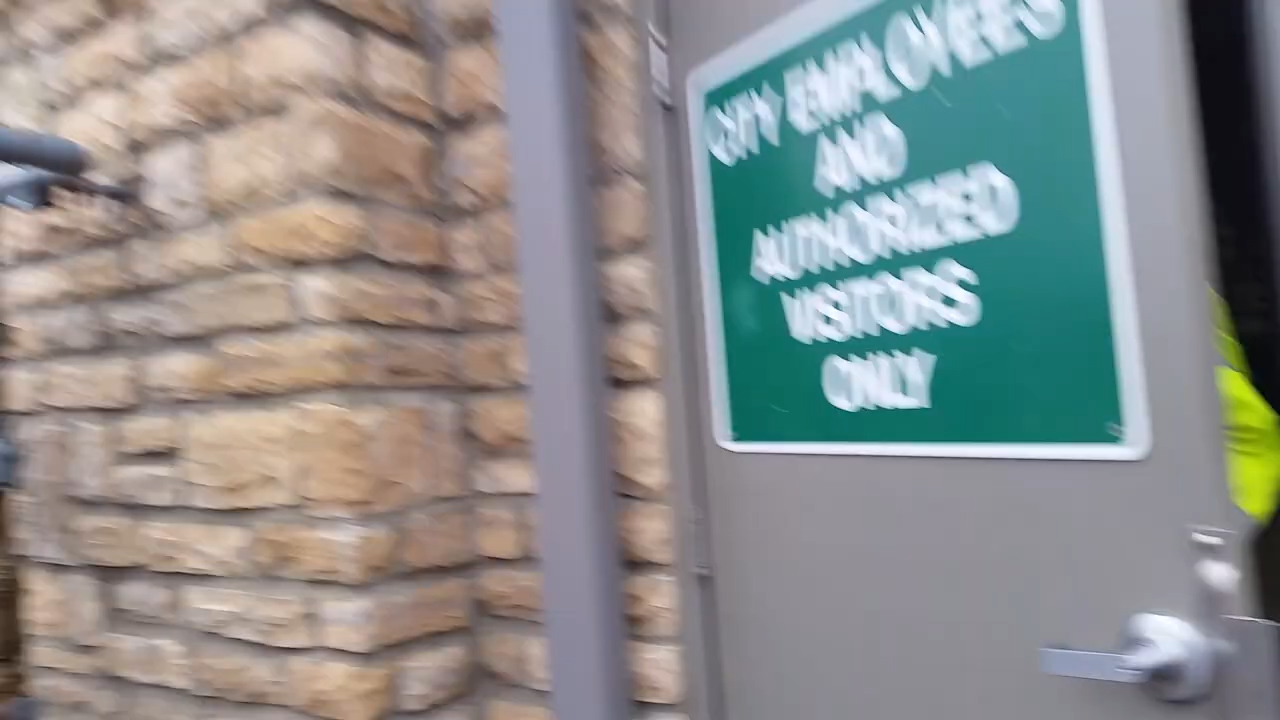 CITY EMPLOYEES
AND
AUTHORIZED
VISITORS
ONLY